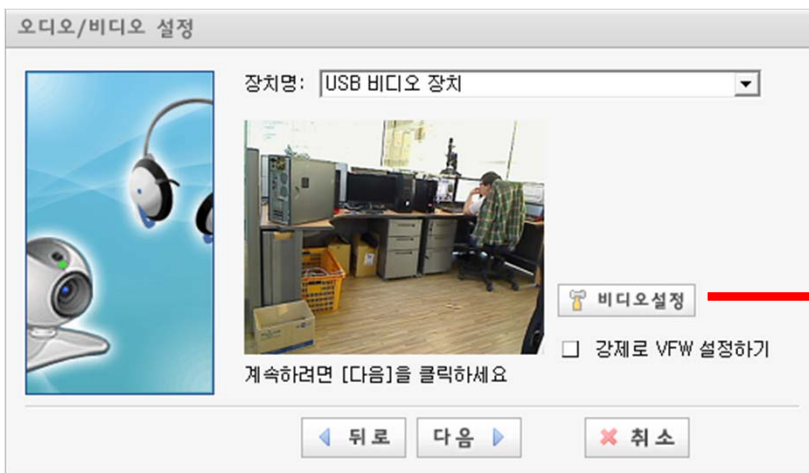 오디오/비디오 설정
장치명: USB 비디오 장치
비디오설정
강제로 VFW 설정하기
계속하려면 [다음]을 클릭하세요
뒤로 다음 취소